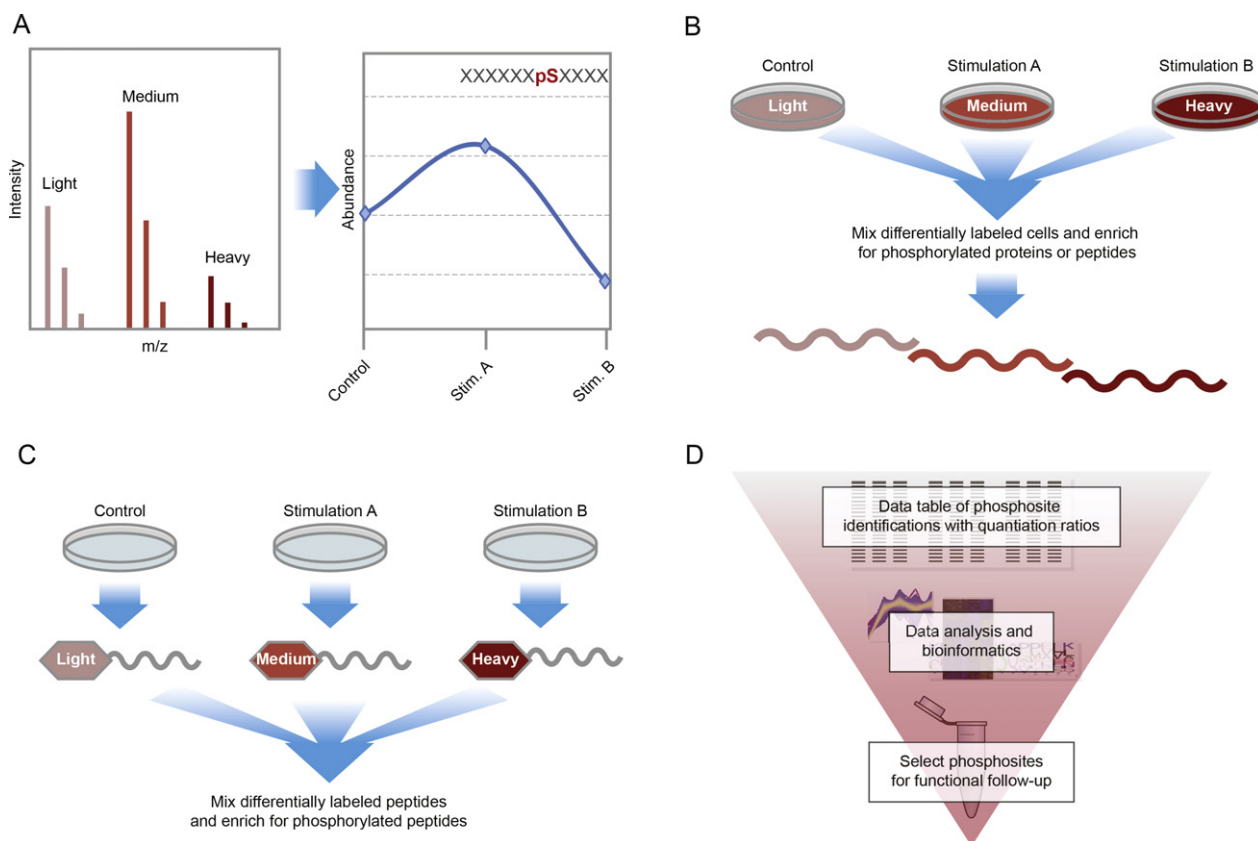 A
Medium
Light
Heavy
Intensity
m/z
XXXXXXpSXXXX
Abundance
Control
Stim. A
Stim. B
B
Control
Stimulation A
Stimulation B
Light
Medium
Heavy
Mix differentially labeled cells and enrich
for phosphorylated proteins or peptides
C
Control
Stimulation A
Stimulation B
Light
Medium
Heavy
Mix differentially labeled peptides
and enrich for phosphorylated peptides
D
Data table of phosphosite
identifications with quantiation ratios
Data analysis and
bioinformatics
Select phosphosites
for functional follow-up